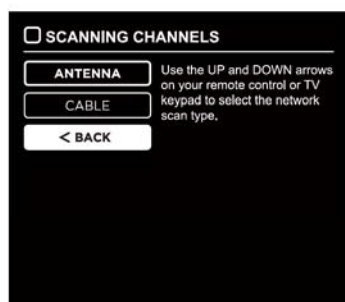 SCANNING CHANNELS
ANTENNA
CABLE
< BACK
Use the UP and DOWN arrows
on your remote control or TV
keypad to select the network
scan type.